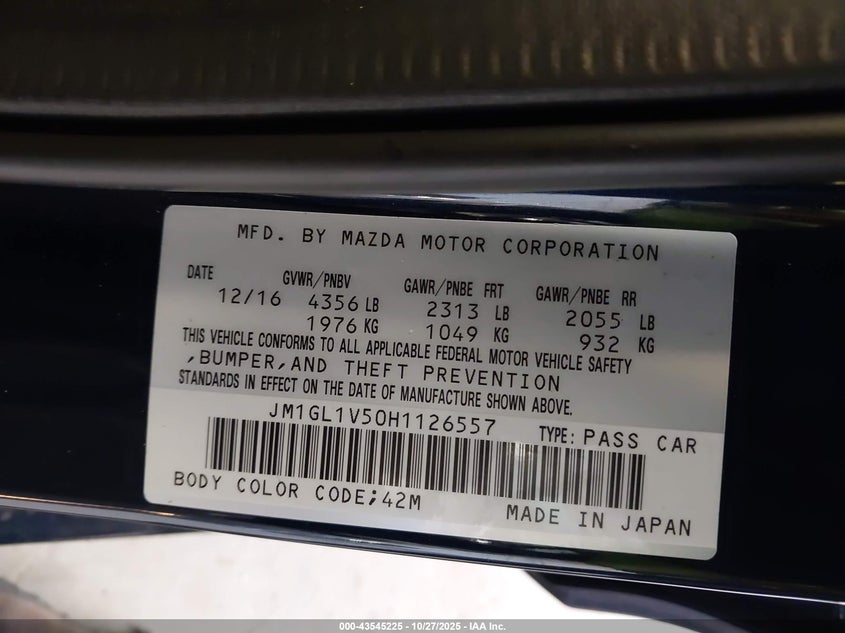 MFD. BY MAZDA MOTOR CORPORATION
DATE GVWR/PNBV GAWR/PNBE FRT GAWR/PNBE RR
12/16 4356 LB 2313 LB 2055 LB
1976 KG 1049 KG 932 KG
THIS VEHICLE CONFORMS TO ALL APPLICABLE FEDERAL MOTOR VEHICLE SAFETY
,BUMPER,AND THEFT PREVENTION
STANDARDS IN EFFECT ON THE DATE OF MANUFACTURE SHOWN ABOVE.
JM1GL1V50H1126557 TYPE: PASS CAR
BODY COLOR CODE;42M
MADE IN JAPAN
000-43545225 - 10/27/2025 - IAA Inc.